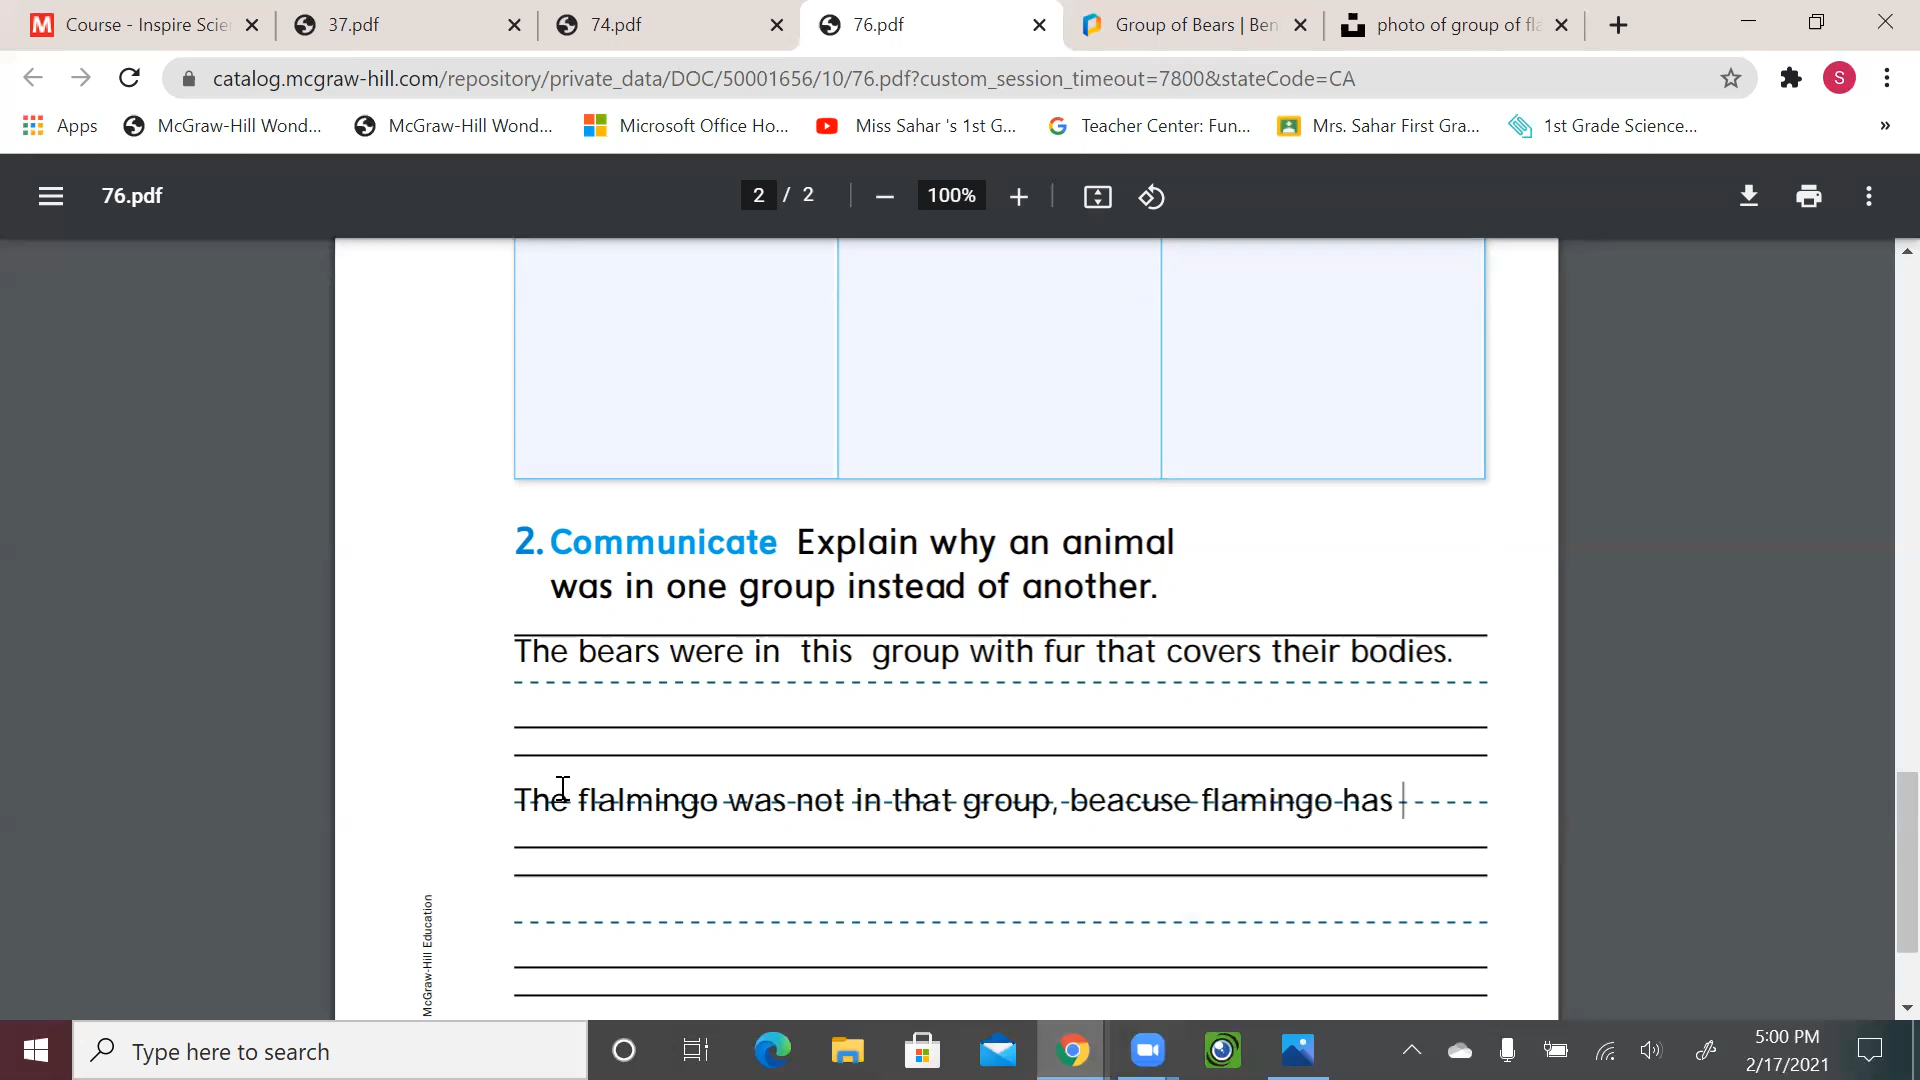 Course - Inspire Scie
37.pdf
74.pdf
76.pdf
Group of Bears | Ben
photo of group of fla
catalog.mcgraw-hill.com/repository/private_data/DOC/50001656/10/76.pdf?custom_session_timeout=7800&stateCode=CA
S
Apps
McGraw-Hill Wond...
McGraw-Hill Wond...
Microsoft Office Ho...
Miss Sahar 's 1st G...
Teacher Center: Fun...
Mrs. Sahar First Gra...
1st Grade Science...
»
76.pdf
2 / 2
100%
2. Communicate Explain why an animal
was in one group instead of another.
The bears were in this group with fur that covers their bodies.
The flalmingo was not in that group, beacuse flamingo has
McGraw-Hill Education
Type here to search
5:00 PM
2/17/2021